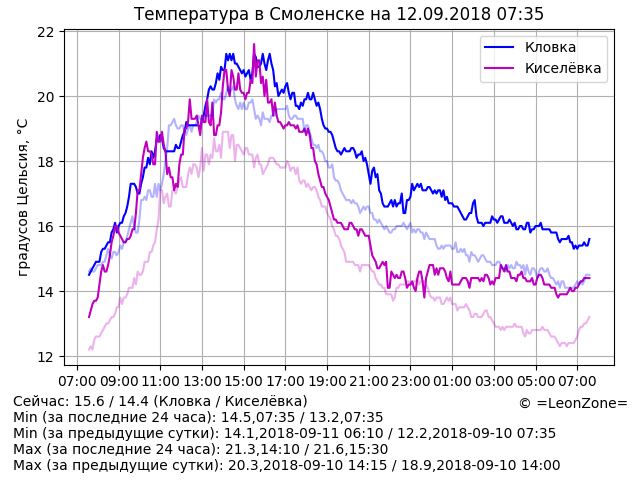 Температура в Смоленске на 12.09.2018 07:35
Кловка
Киселёвка
градусов Цельсия, °C
22
20
18
16
14
12
07:00 09:00 11:00 13:00 15:00 17:00 19:00 21:00 23:00 01:00 03:00 05:00 07:00
Сейчас: 15.6 / 14.4 (Кловка / Киселёвка)
© =LeonZone=
Min (за последние 24 часа): 14.5,07:35 / 13.2,07:35
Min (за предыдущие сутки): 14.1,2018-09-11 06:10 / 12.2,2018-09-10 07:35
Max (за последние 24 часа): 21.3,14:10 / 21.6,15:30
Max (за предыдущие сутки): 20.3,2018-09-10 14:15 / 18.9,2018-09-10 14:00